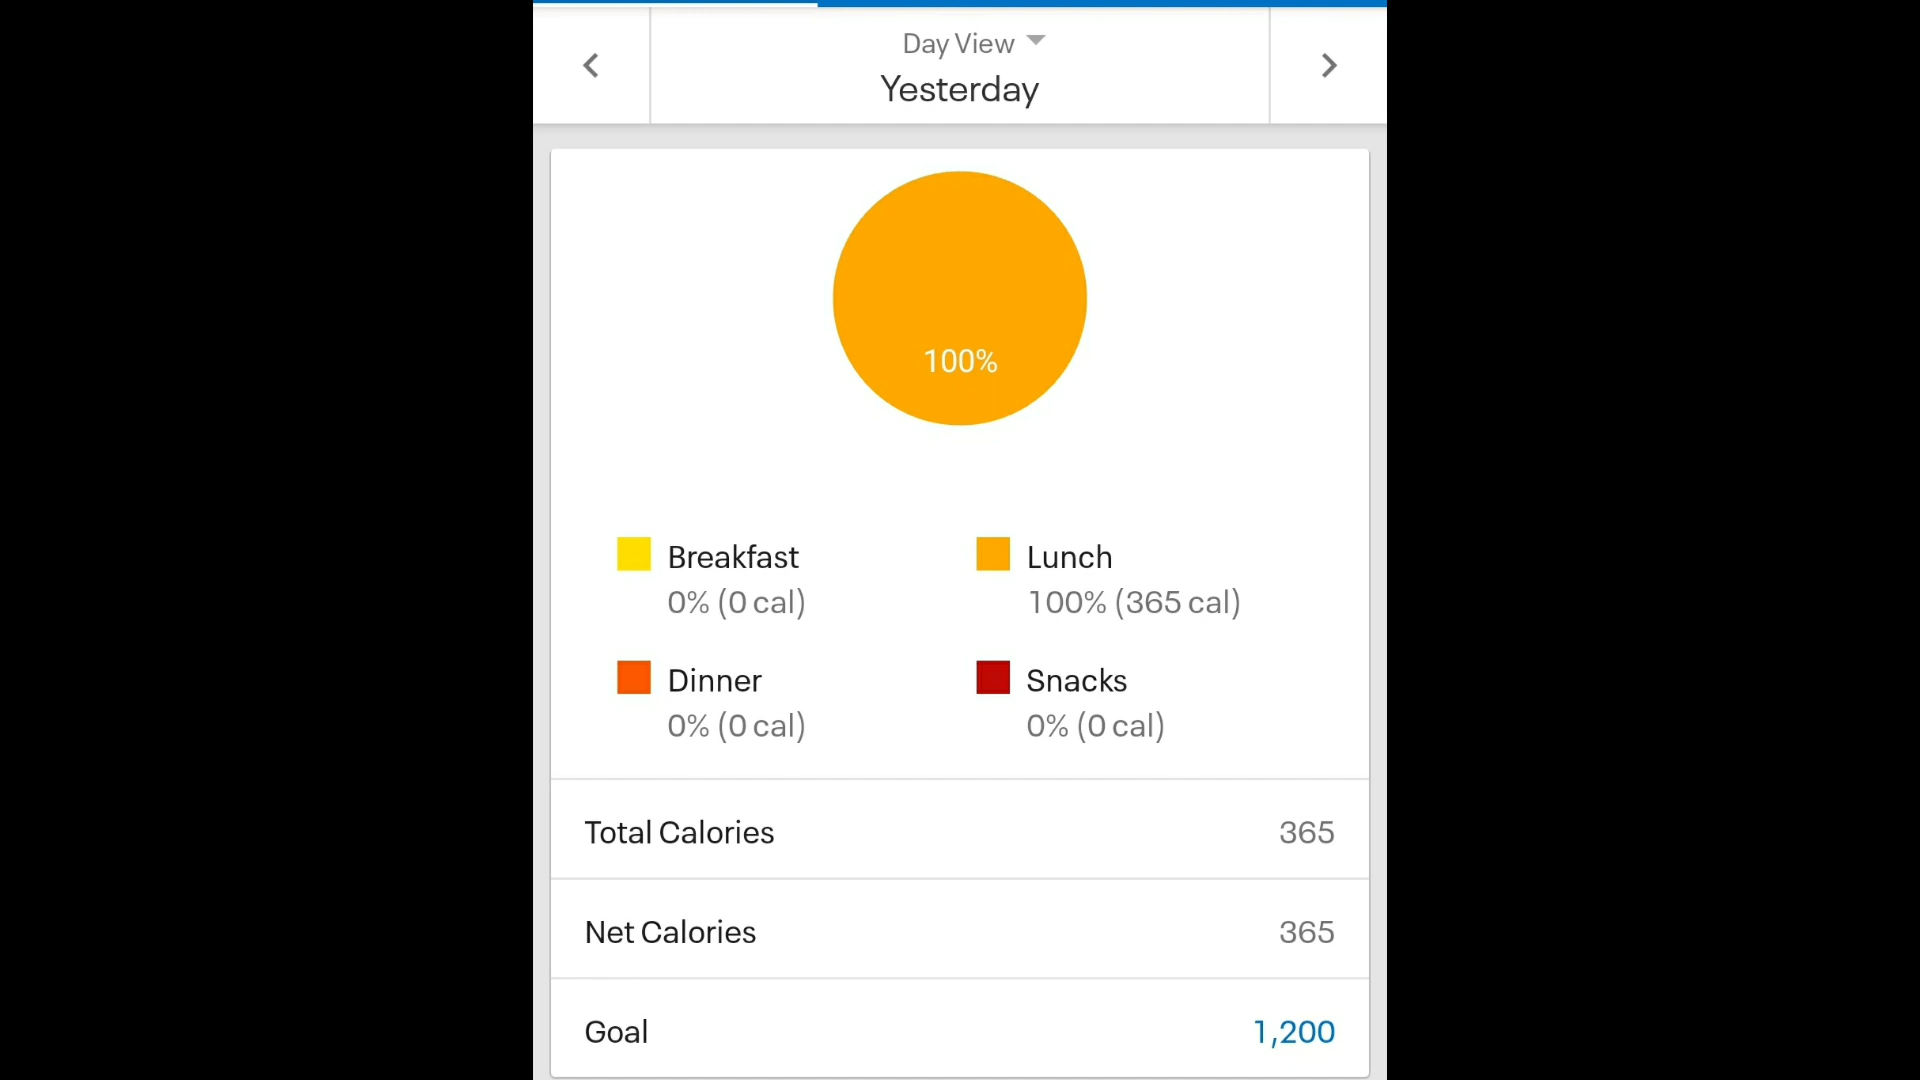 Day View
Yesterday
100%
Breakfast
0% (0 cal)
Lunch
100% (365 cal)
Dinner
0% (0 cal)
Snacks
0% (0 cal)
Total Calories 365
Net Calories 365
Goal 1,200